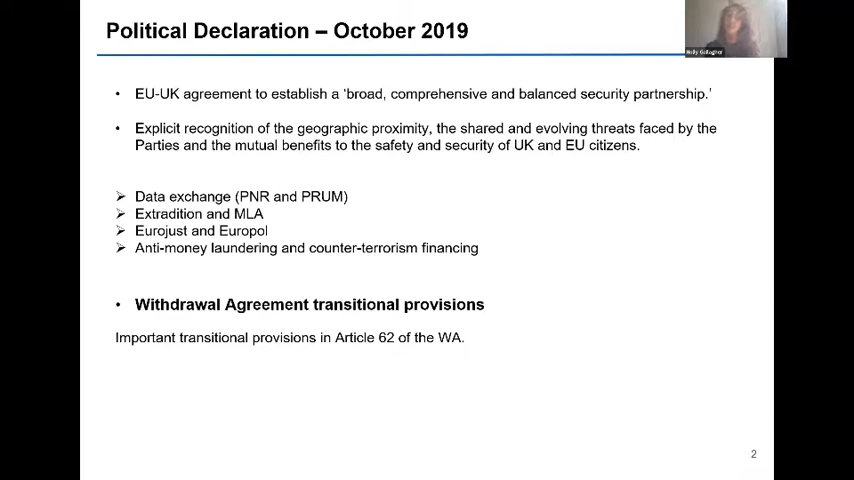 Political Declaration – October 2019
Holly Gallagher
• EU-UK agreement to establish a ‘broad, comprehensive and balanced security partnership.’
• Explicit recognition of the geographic proximity, the shared and evolving threats faced by the
Parties and the mutual benefits to the safety and security of UK and EU citizens.
➢ Data exchange (PNR and PRUM)
➢ Extradition and MLA
➢ Eurojust and Europol
➢ Anti-money laundering and counter-terrorism financing
• Withdrawal Agreement transitional provisions
Important transitional provisions in Article 62 of the WA.
2